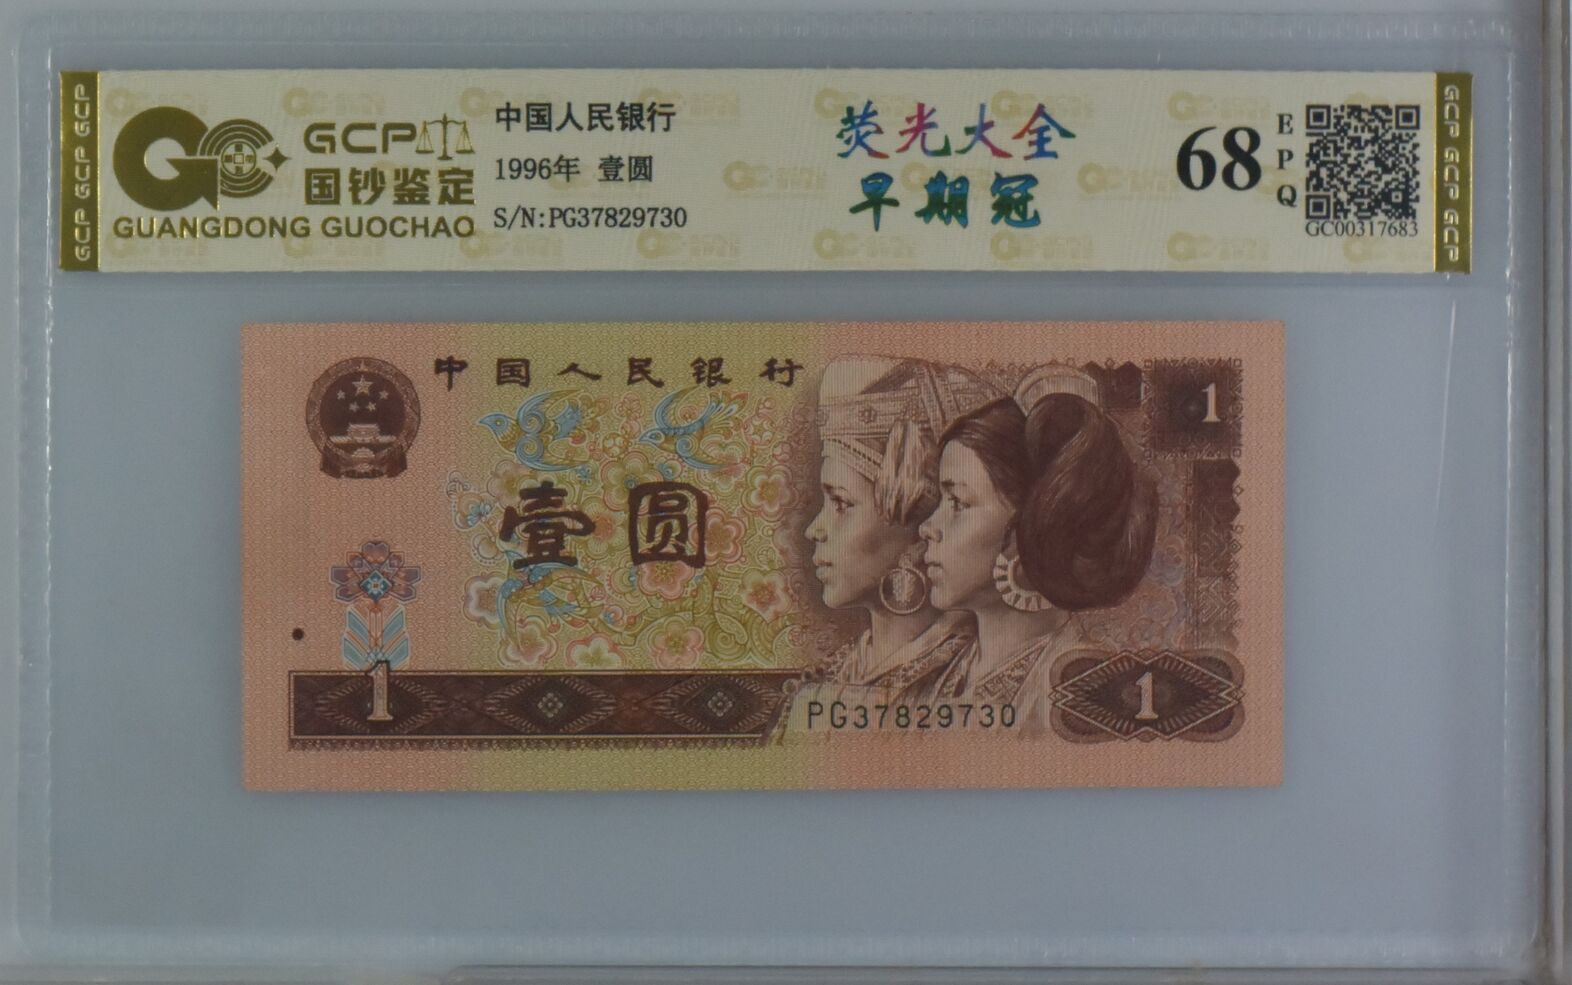 GCP GCP GCP
GCP
国钞鉴定
GUANGDONG GUOCHAO
中国人民银行
1996年 壹圆
S/N:PG37829730
荧光大全
早期冠
68
EPQ
GC00317683
GCP GCP GCP
中国人民银行
1
壹圆
1
PG37829730
1